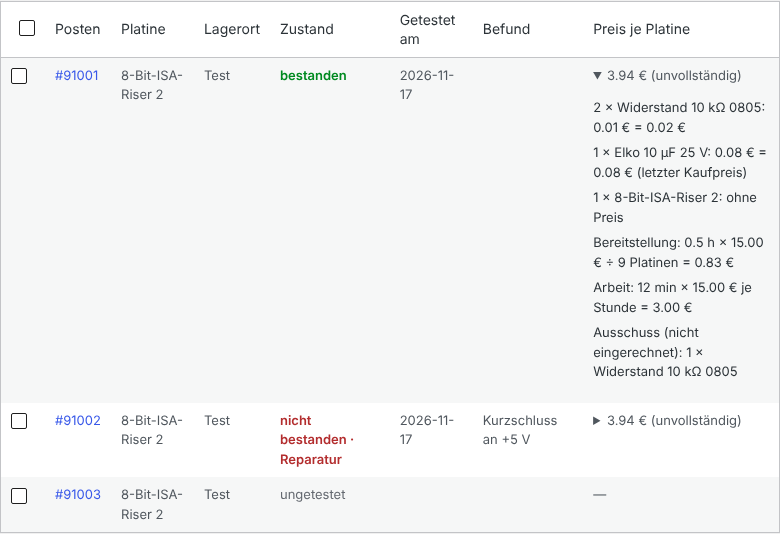 Posten Platine Lagerort Zustand Getestet am Befund Preis je Platine
#91001 8-Bit-ISA-Riser 2 Test bestanden 2026-11-17 ▼ 3.94 € (unvollständig)
2 × Widerstand 10 kΩ 0805:
0.01 € = 0.02 €
1 × Elko 10 µF 25 V: 0.08 € =
0.08 € (letzter Kaufpreis)
1 × 8-Bit-ISA-Riser 2: ohne
Preis
Bereitstellung: 0.5 h × 15.00
€ ÷ 9 Platinen = 0.83 €
Arbeit: 12 min × 15.00 € je
Stunde = 3.00 €
Ausschuss (nicht
eingerechnet): 1 ×
Widerstand 10 kΩ 0805
#91002 8-Bit-ISA-Riser 2 Test nicht bestanden · Reparatur 2026-11-17 Kurzschluss an +5 V ▶ 3.94 € (unvollständig)
#91003 8-Bit-ISA-Riser 2 Test ungetestet —